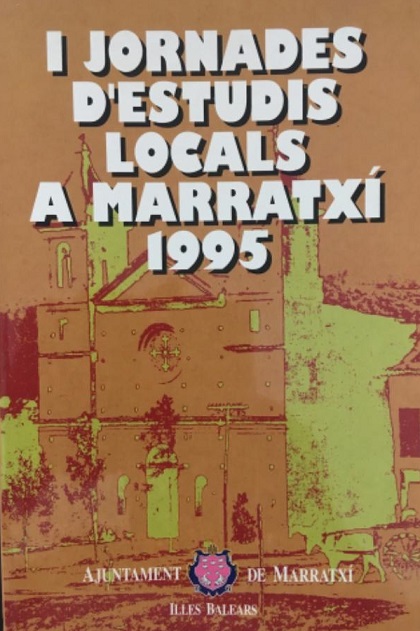 I JORNADES
D'ESTUDIS
LOCALS
A MARRATXÍ
1995
AJUNTAMENT DE MARRATXÍ
ILLES BALEARS